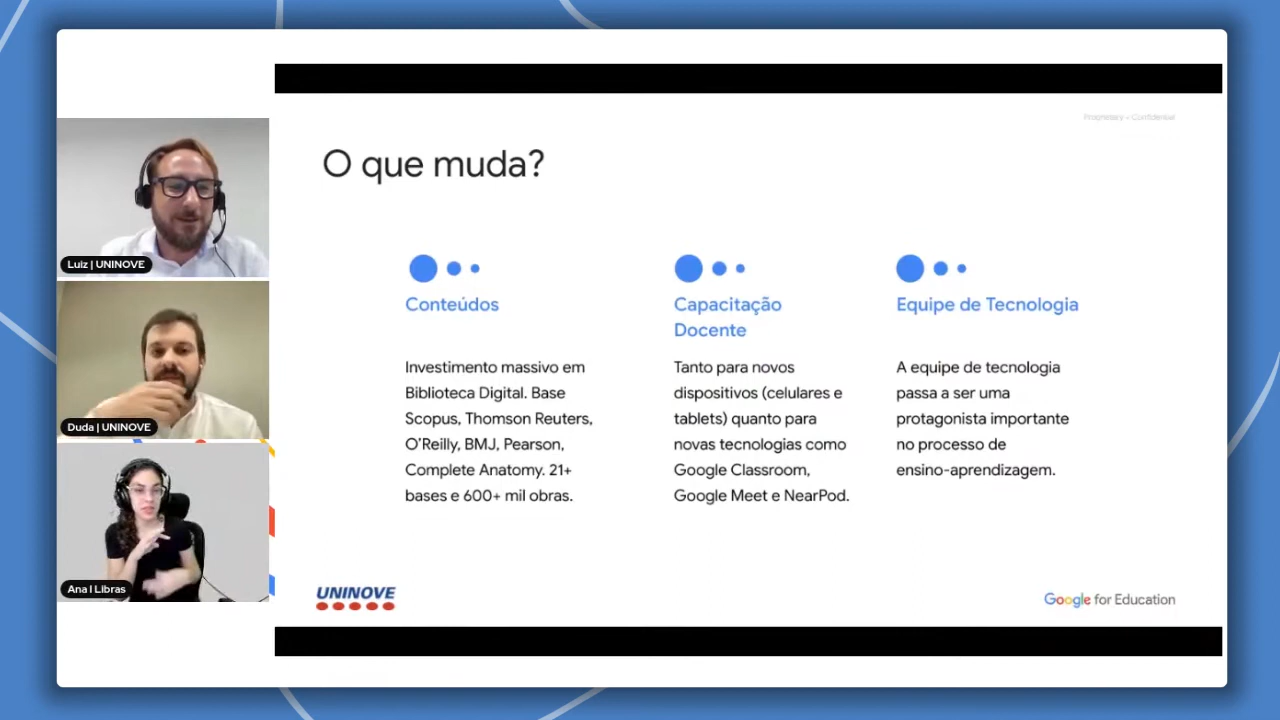 Proprietary + Confidential
O que muda?
Conteúdos
Investimento massivo em
Biblioteca Digital. Base
Scopus, Thomson Reuters,
O'Reilly, BMJ, Pearson,
Complete Anatomy. 21+
bases e 600+ mil obras.
Capacitação
Docente
Tanto para novos
dispositivos (celulares e
tablets) quanto para
novas tecnologias como
Google Classroom,
Google Meet e NearPod.
Equipe de Tecnologia
A equipe de tecnologia
passa a ser uma
protagonista importante
no processo de
ensino-aprendizagem.
Luiz | UNINOVE
Duda | UNINOVE
Ana l Libras
UNINOVE
Google for Education